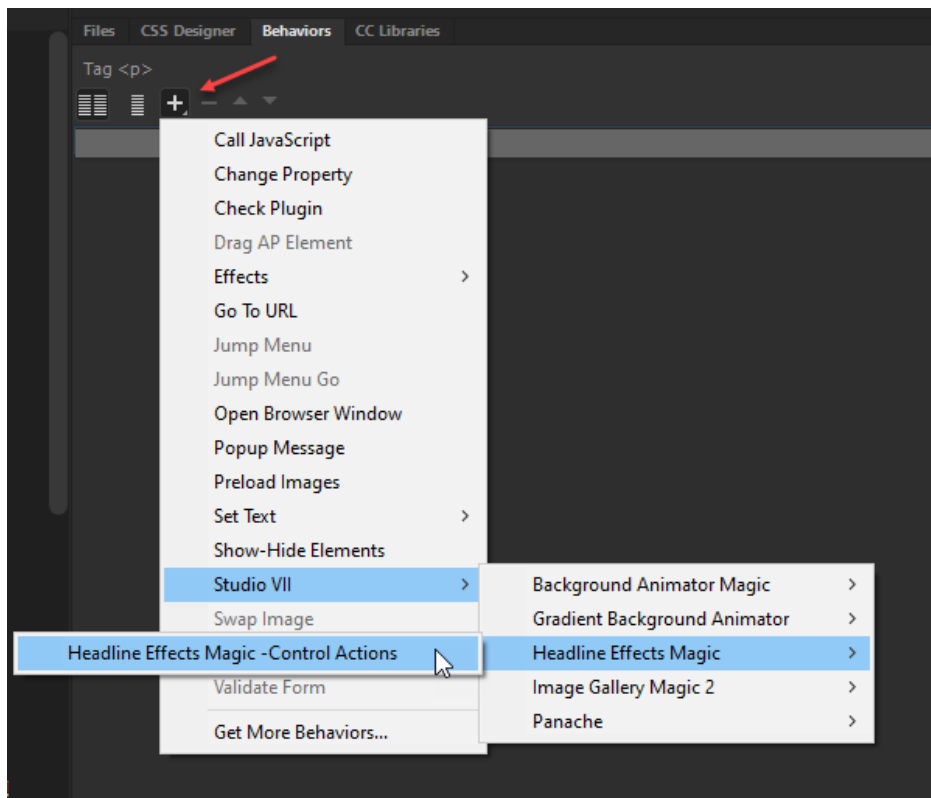 Files CSS Designer Behaviors CC Libraries
Tag <p>
Call JavaScript
Change Property
Check Plugin
Drag AP Element
Effects
Go To URL
Jump Menu
Jump Menu Go
Open Browser Window
Popup Message
Preload Images
Set Text
Show-Hide Elements
Studio VII
Swap Image
Validate Form
Get More Behaviors...
Background Animator Magic
Gradient Background Animator
Headline Effects Magic
Image Gallery Magic 2
Panache
Headline Effects Magic -Control Actions